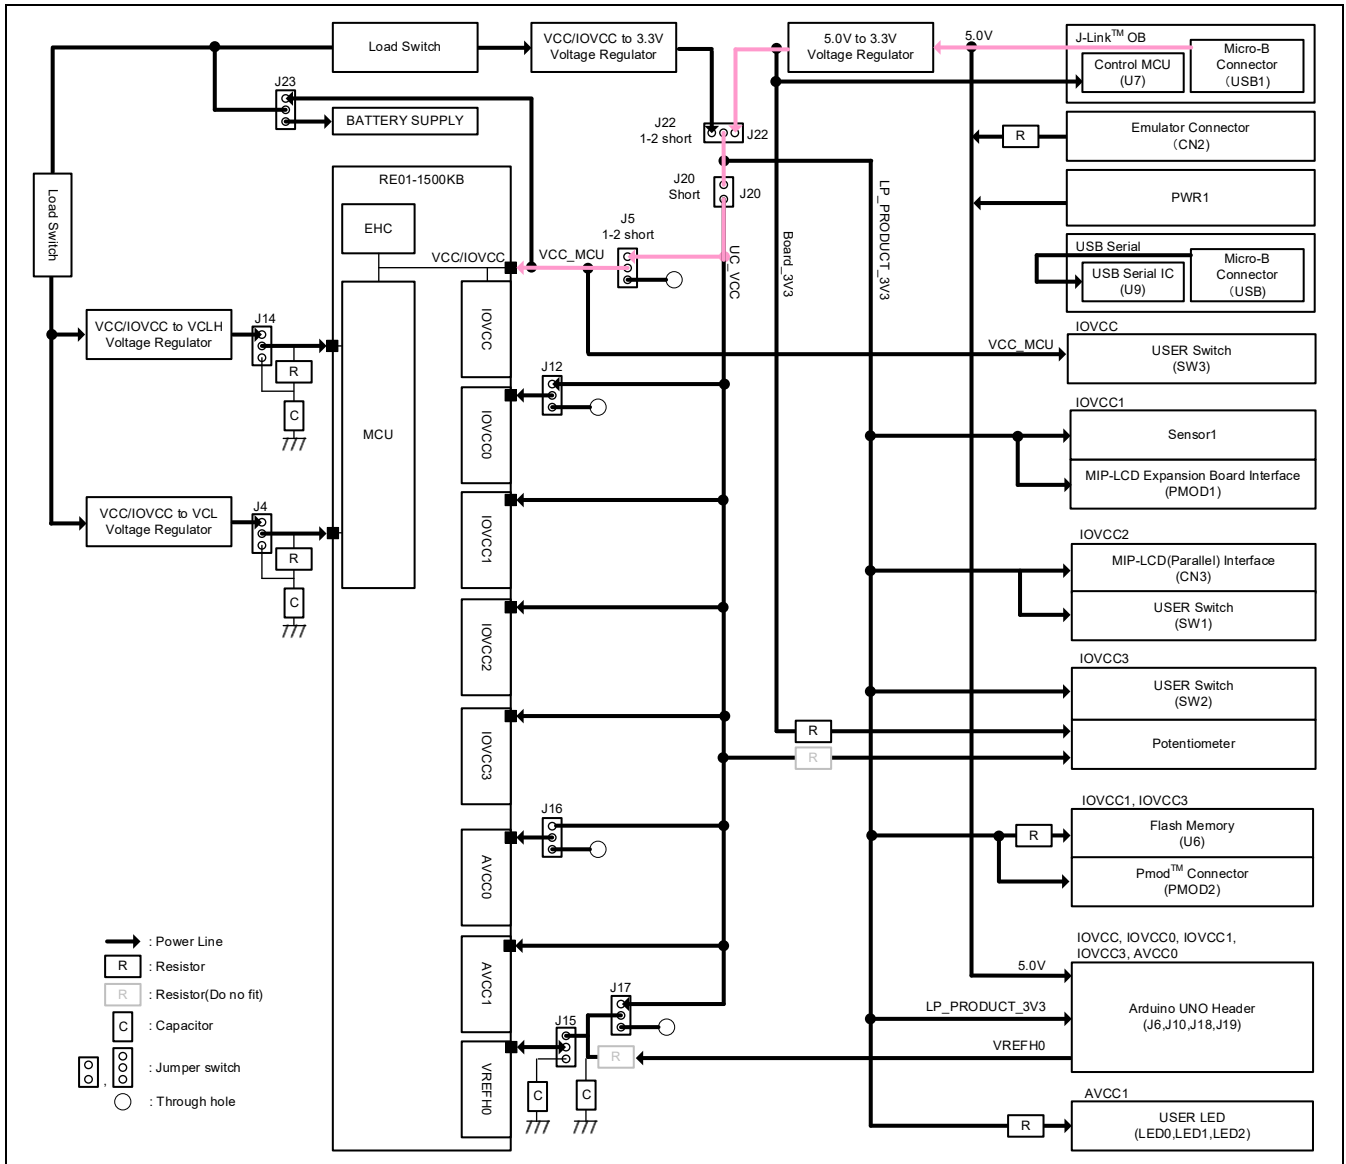 Load Switch
VCC/IOVCC to 3.3V
Voltage Regulator
5.0V to 3.3V
Voltage Regulator
5.0V
J-Link™ OB
Control MCU
(U7)
Micro-B
Connector
(USB1)
J23
BATTERY SUPPLY
J22
1-2 short
J22
R
Emulator Connector
(CN2)
RE01-1500KB
J20
Short
J20
LP_PRODUCT_3V3
PWR1
Load Switch
EHC
J5
1-2 short
VCC/IOVCC
VCC_MCU
UC_VCC
Board_3V3
USB Serial
USB Serial IC
(U9)
Micro-B
Connector
(USB)
VCC/IOVCC to VCLH
Voltage Regulator
J14
R
C
IOVCC
VCC_MCU
IOVCC
USER Switch
(SW3)
J12
MCU
IOVCC0
IOVCC1
Sensor1
MIP-LCD Expansion Board Interface
(PMOD1)
VCC/IOVCC to VCL
Voltage Regulator
J4
R
C
IOVCC1
IOVCC2
MIP-LCD(Parallel) Interface
(CN3)
USER Switch
(SW1)
IOVCC2
IOVCC3
USER Switch
(SW2)
R
Potentiometer
R
IOVCC3
J16
IOVCC1, IOVCC3
R
Flash Memory
(U6)
Pmod™ Connector
(PMOD2)
AVCC0
: Power Line
R
: Resistor
R
: Resistor(Do no fit)
C
: Capacitor
,
: Jumper switch
: Through hole
AVCC1
IOVCC, IOVCC0, IOVCC1,
IOVCC3, AVCC0
5.0V
J17
LP_PRODUCT_3V3
Arduino UNO Header
(J6,J10,J18,J19)
J15
R
VREFH0
VREFH0
C
C
AVCC1
R
USER LED
(LED0,LED1,LED2)